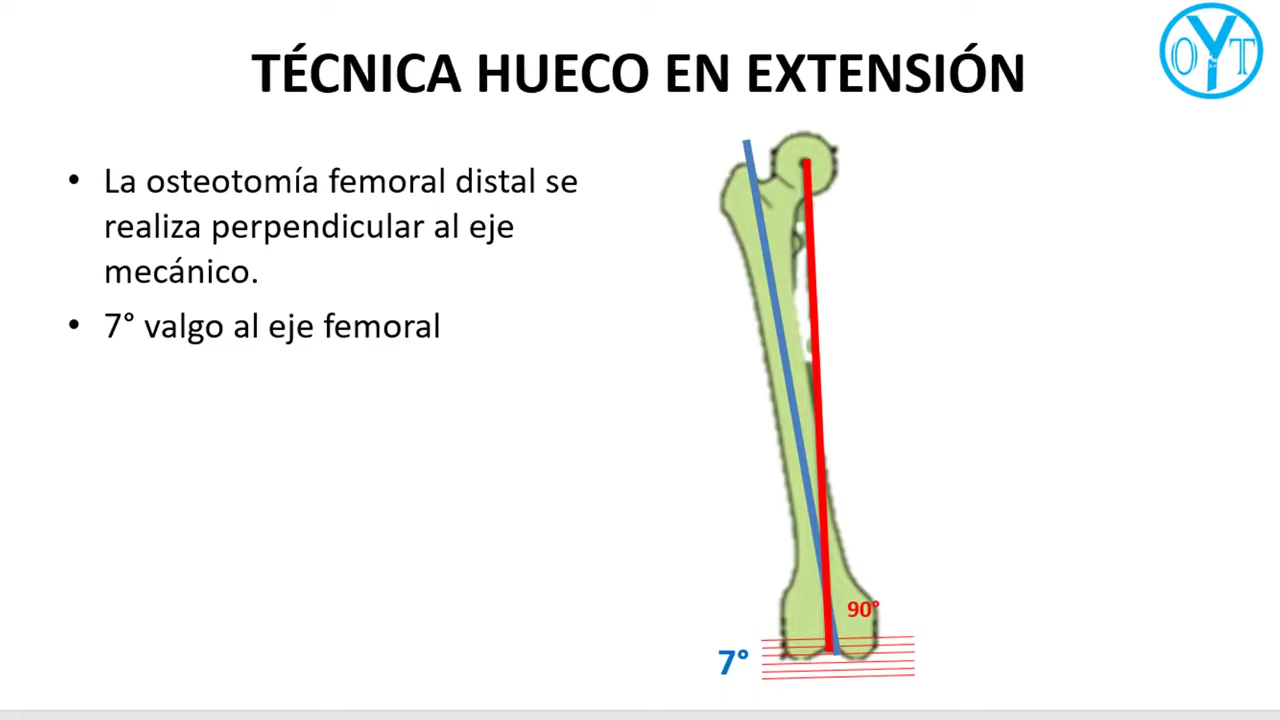 TÉCNICA HUECO EN EXTENSIÓN
OYT
• La osteotomía femoral distal se
realiza perpendicular al eje
mecánico.
• 7° valgo al eje femoral
90°
7°